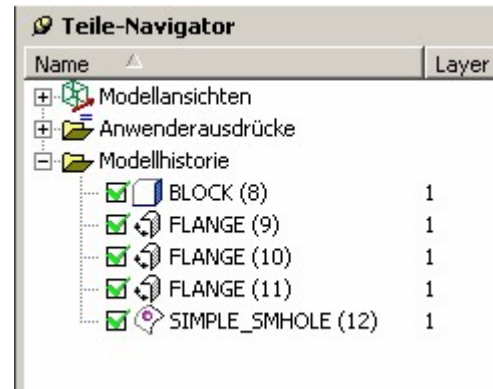 Teile-Navigator
Name Layer
Modellansichten
Anwenderausdrücke
Modellhistorie
BLOCK (8) 1
FLANGE (9) 1
FLANGE (10) 1
FLANGE (11) 1
SIMPLE_SMHOLE (12) 1